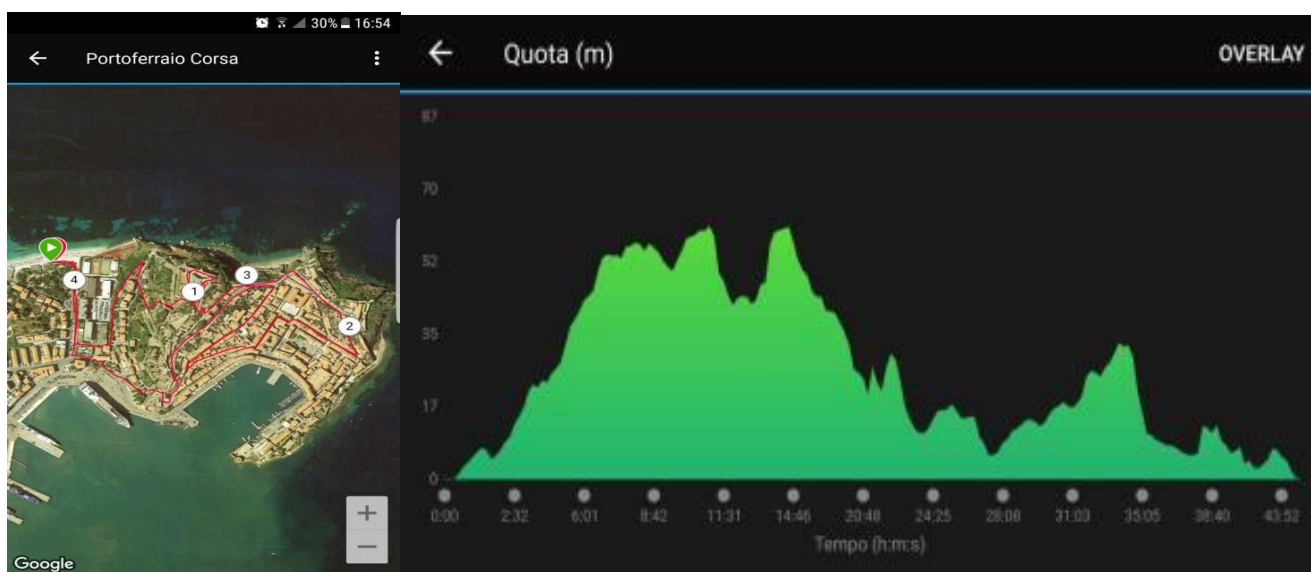 30% 16:54
Portoferraio Corsa
4
1
3
2
+
−
Google
Quota (m) OVERLAY
87
70
52
35
17
0
0:00 2:32 6:01 8:42 11:31 14:46 20:48 24:25 28:08 31:03 35:05 38:40 43:52
Tempo (h:m:s)